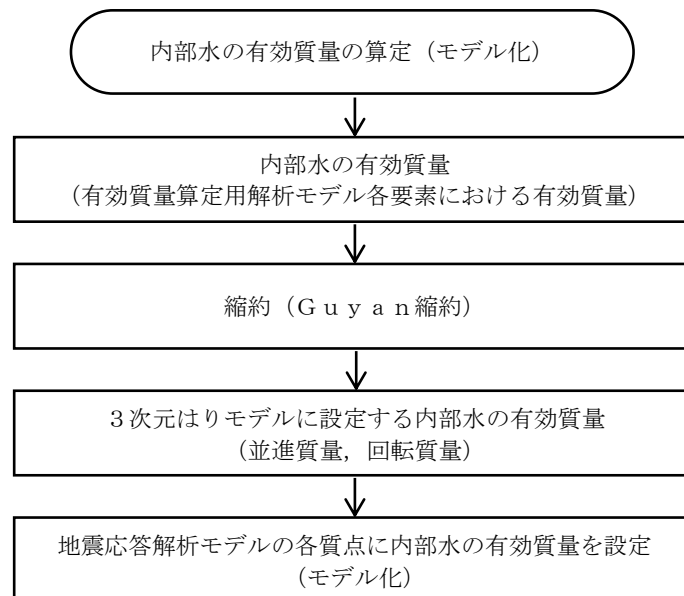 内部水の有効質量の算定（モデル化）
内部水の有効質量
（有効質量算定用解析モデル各要素における有効質量）
縮約（Ｇｕｙａｎ縮約）
３次元はりモデルに設定する内部水の有効質量
（並進質量，回転質量）
地震応答解析モデルの各質点に内部水の有効質量を設定
（モデル化）